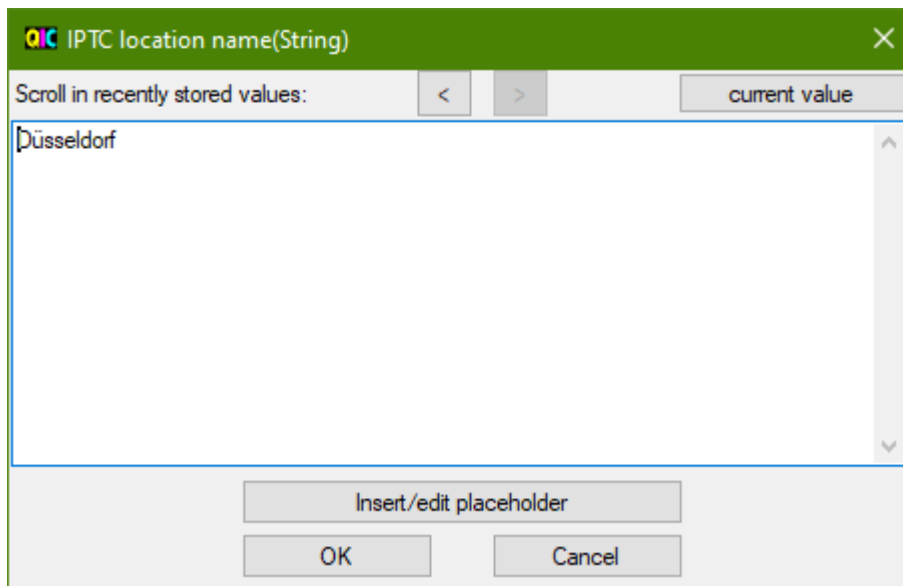 QIC IPTC location name(String)
Scroll in recently stored values: < > current value
Düsseldorf
Insert/edit placeholder
OK Cancel